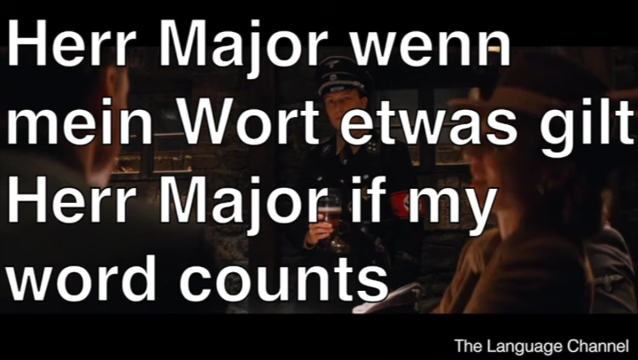 Herr Major wenn
mein Wort etwas gilt
Herr Major if my
word counts
The Language Channel